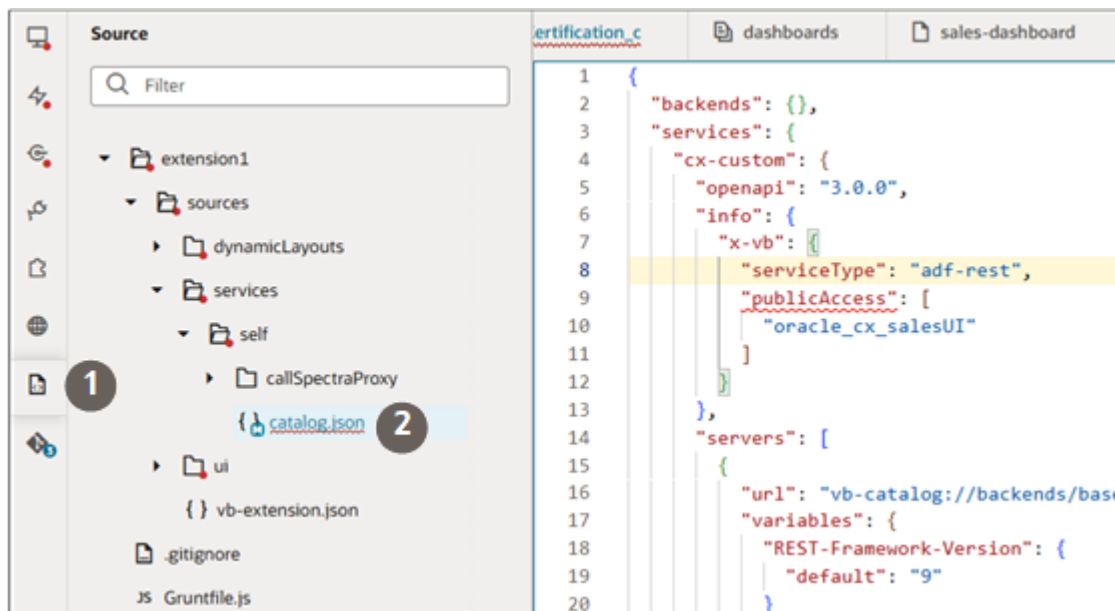 Source
Filter
extension1
sources
dynamicLayouts
services
self
callSpectraProxy
{ } catalog.json
ui
{ } vb-extension.json
.gitignore
JS Gruntfile.js
1
2
3
ertification_c
dashboards
sales-dashboard
1 {
2 "backends": {},
3 "services": {
4 "cx-custom": {
5 "openapi": "3.0.0",
6 "info": {
7 "x-vb": {
8 "serviceType": "adf-rest",
9 "publicAccess": [
10 "oracle_cx_salesUI"
11 ]
12 }
13 },
14 "servers": [
15 {
16 "url": "vb-catalog://backends/base
17 "variables": {
18 "REST-Framework-Version": {
19 "default": "9"
20 }